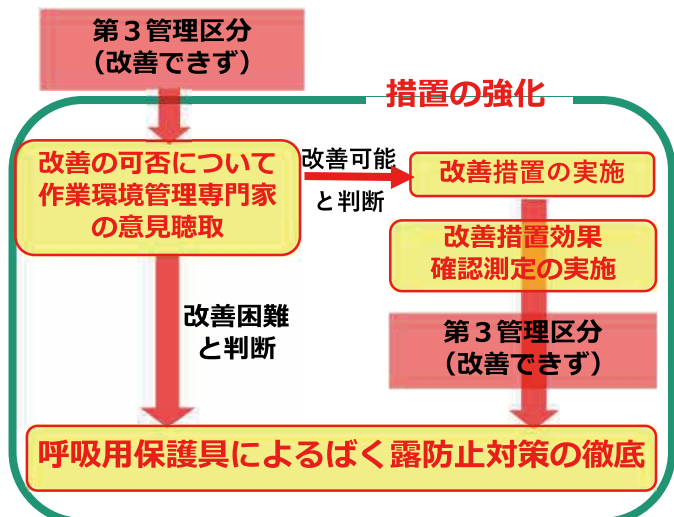 第３管理区分
（改善できず）
措置の強化
改善の可否について
作業環境管理専門家
の意見聴取
改善可能
と判断
改善措置の実施
改善措置効果
確認測定の実施
改善困難
と判断
第３管理区分
（改善できず）
呼吸用保護具によるばく露防止対策の徹底